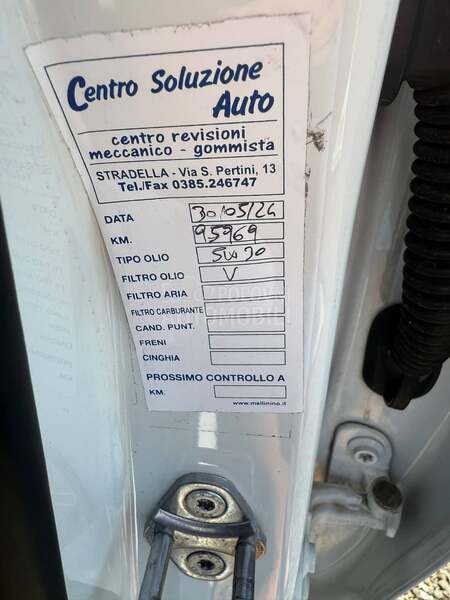 Centro Soluzione
Auto
centro revisioni
meccanico - gommista
STRADELLA - Via S. Pertini, 13
Tel./Fax 0385.246747
DATA 30/05/24
KM. 95969
TIPO OLIO 5W30
FILTRO OLIO V
FILTRO ARIA
FILTRO CARBURANTE
CAND. PUNT.
FRENI
CINGHIA
PROSSIMO CONTROLLO A
KM.
www.mellinino.it